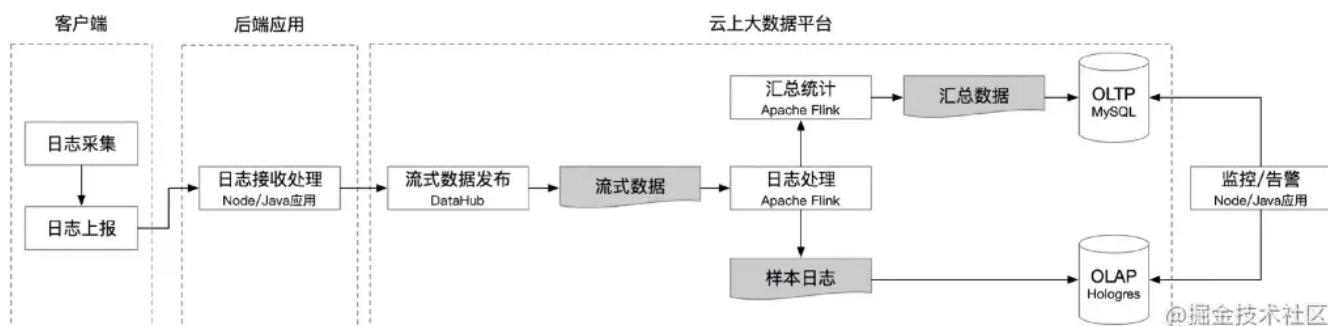 客户端
后端应用
云上大数据平台
日志采集
日志上报
日志接收处理
Node/Java应用
流式数据发布
DataHub
流式数据
汇总统计
Apache Flink
汇总数据
OLTP
MySQL
日志处理
Apache Flink
样本日志
OLAP
Hologres
监控/告警
Node/Java应用
@掘金技术社区